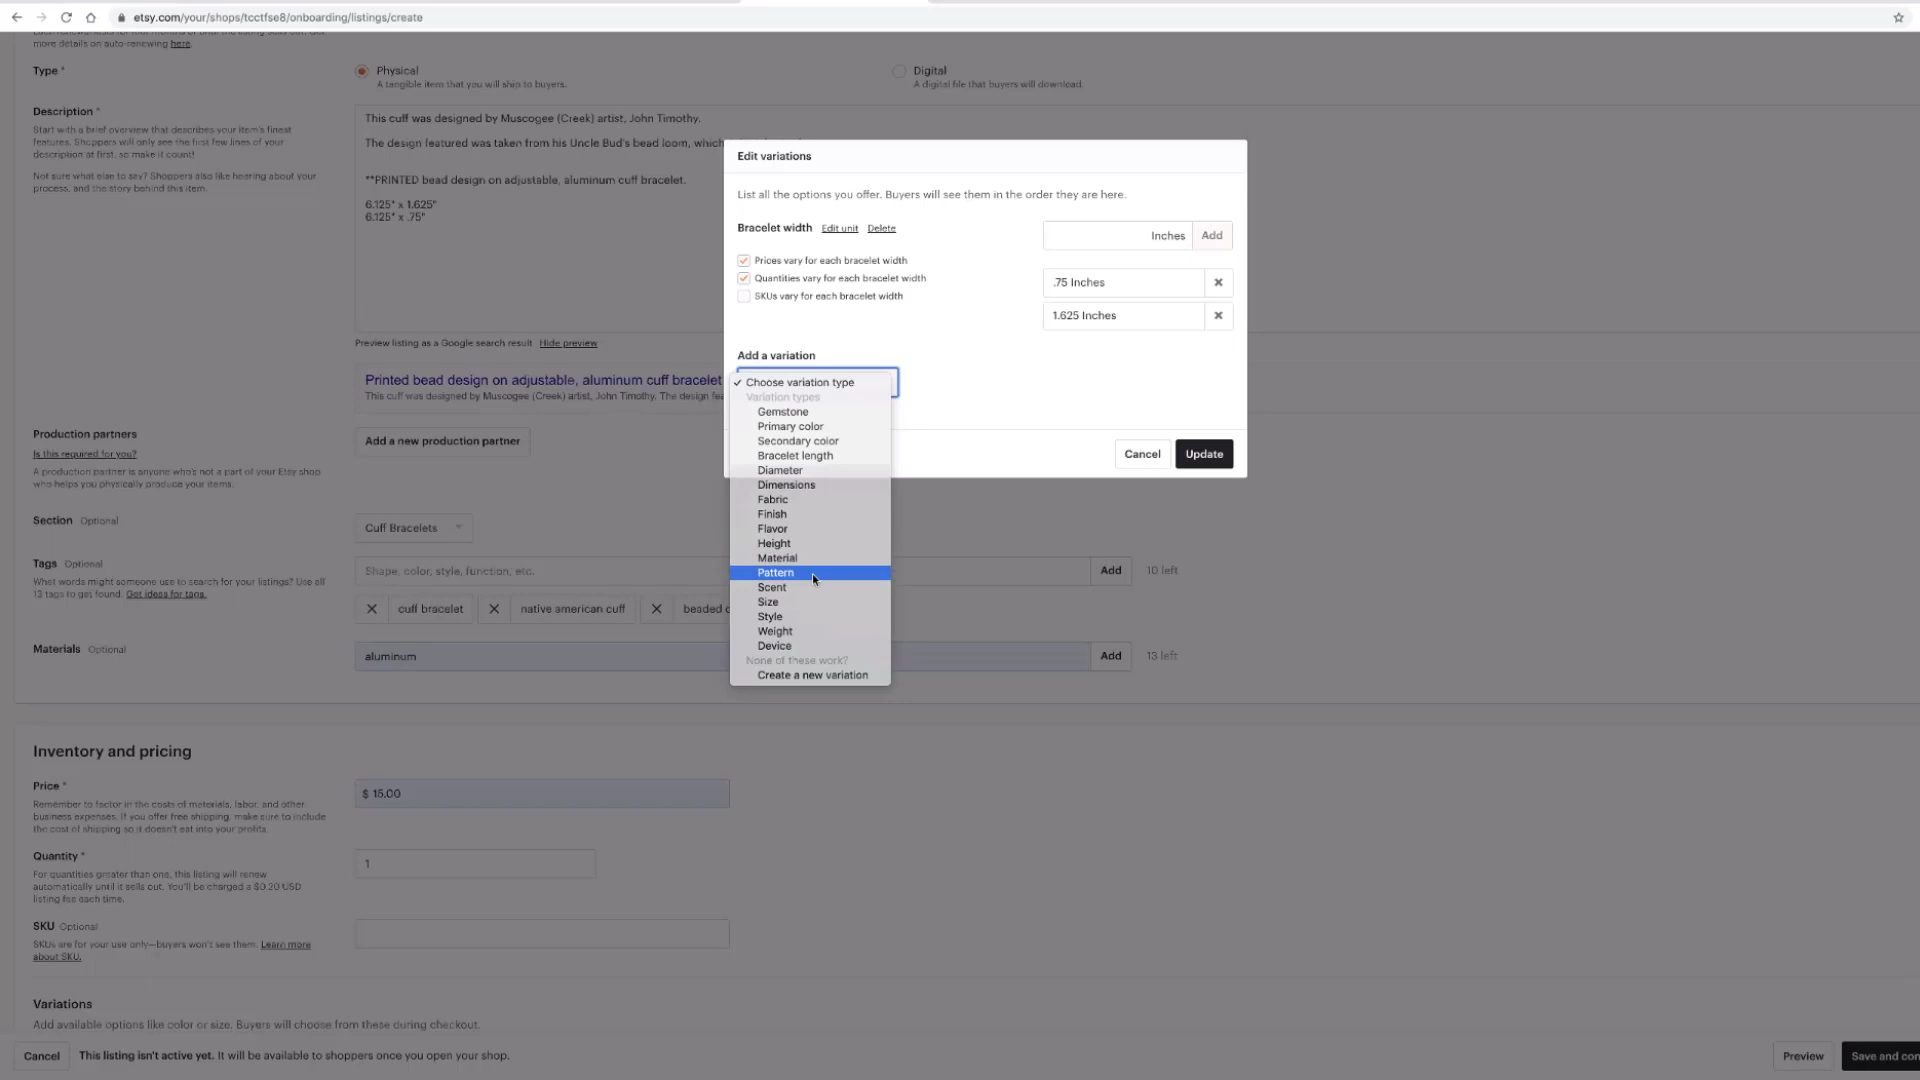 etsy.com/your/shops/tcctfse8/onboarding/listings/create
more details on auto-renewing here.
Type *
Physical
A tangible item that you will ship to buyers.
Digital
A digital file that buyers will download.
Description *
Start with a brief overview that describes your item's finest
features. Shoppers will only see the first few lines of your
description at first, so make it count!
Not sure what else to say? Shoppers also like hearing about your
process, and the story behind this item.
This cuff was designed by Muscogee (Creek) artist, John Timothy.
The design featured was taken from his Uncle Bud's bead loom, which
**PRINTED bead design on adjustable, aluminum cuff bracelet.
6.125" x 1.625"
6.125" x .75"
Preview listing as a Google search result Hide preview
Printed bead design on adjustable, aluminum cuff bracelet
This cuff was designed by Muscogee (Creek) artist, John Timothy. The design fea
Production partners
Is this required for you?
A production partner is anyone who's not a part of your Etsy shop
who helps you physically produce your items.
Add a new production partner
Section Optional
Cuff Bracelets
Tags Optional
What words might someone use to search for your listings? Use all
13 tags to get found. Get ideas for tags.
Shape, color, style, function, etc.
Add
10 left
cuff bracelet
native american cuff
beaded c
Materials Optional
aluminum
Add
13 left
Inventory and pricing
Price *
Remember to factor in the costs of materials, labor, and other
business expenses. If you offer free shipping, make sure to include
the cost of shipping so it doesn't eat into your profits.
$ 15.00
Quantity *
For quantities greater than one, this listing will renew
automatically until it sells out. You'll be charged a $0.20 USD
listing fee each time.
1
SKU Optional
SKUs are for your use only—buyers won't see them. Learn more
about SKU.
Variations
Add available options like color or size. Buyers will choose from these during checkout.
Cancel
This listing isn't active yet. It will be available to shoppers once you open your shop.
Preview
Save and con
Edit variations
List all the options you offer. Buyers will see them in the order they are here.
Bracelet width Edit unit Delete
Inches
Add
Prices vary for each bracelet width
Quantities vary for each bracelet width
SKUs vary for each bracelet width
.75 Inches
1.625 Inches
Add a variation
Choose variation type
Variation types
Gemstone
Primary color
Secondary color
Bracelet length
Diameter
Dimensions
Fabric
Finish
Flavor
Height
Material
Pattern
Scent
Size
Style
Weight
Device
None of these work?
Create a new variation
Cancel
Update